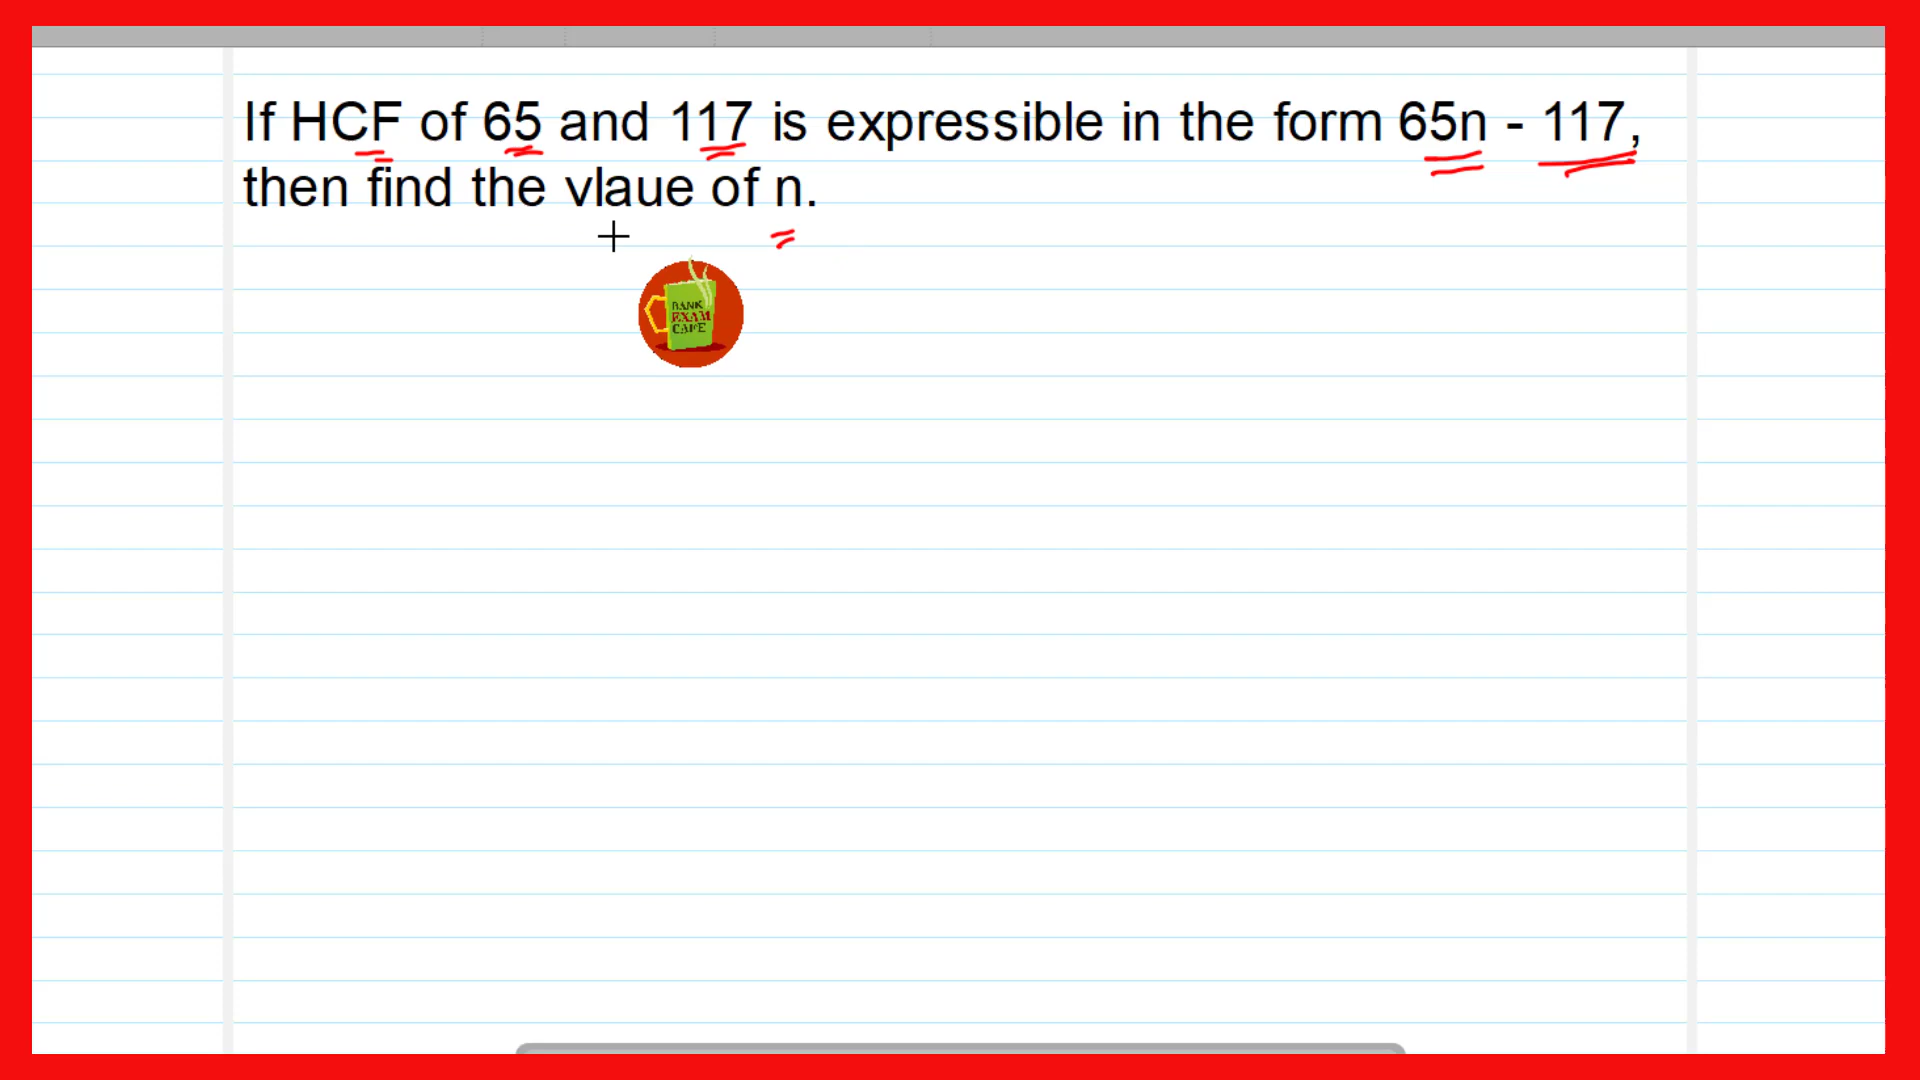 If HCF of 65 and 117 is expressible in the form 65n - 117,
then find the vlaue of n.
BANK
EXAM
CAFE